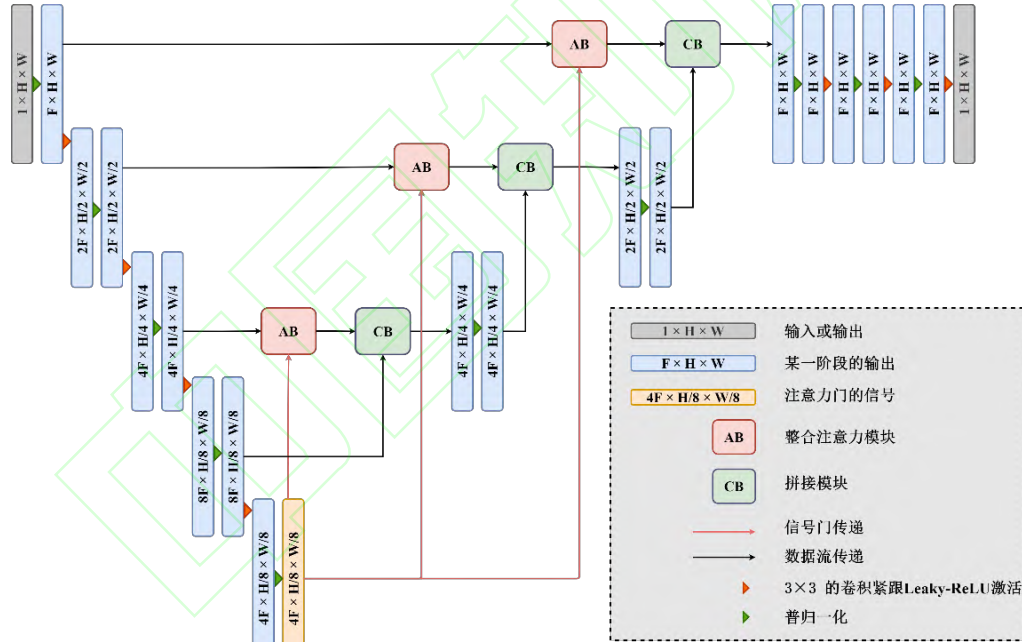 1 × H × W
F × H × W
AB
CB
F × H × W
F × H × W
F × H × W
F × H × W
F × H × W
F × H × W
1 × H × W
2F × H/2 × W/2
2F × H/2 × W/2
AB
CB
2F × H/2 × W/2
2F × H/2 × W/2
4F × H/4 × W/4
4F × H/4 × W/4
AB
CB
4F × H/4 × W/4
4F × H/4 × W/4
8F × H/8 × W/8
8F × H/8 × W/8
4F × H/8 × W/8
4F × H/8 × W/8
1 × H × W 输入或输出
F × H × W 某一阶段的输出
4F × H/8 × W/8 注意力门的信号
AB 整合注意力模块
CB 拼接模块
信号门传递
数据流传递
3×3 的卷积紧跟Leaky-ReLU激活
普归一化